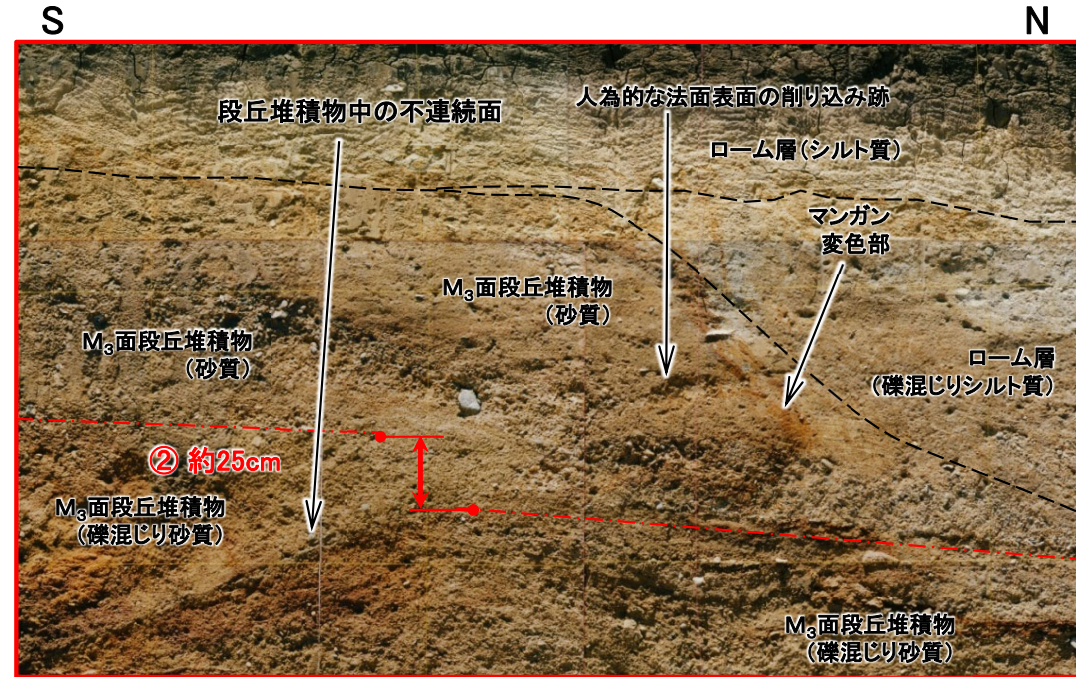 S
N
段丘堆積物中の不連続面
人為的な法面表面の削り込み跡
ローム層(シルト質)
マンガン
変色部
M₃面段丘堆積物
(砂質)
M₃面段丘堆積物
(砂質)
ローム層
(礫混じりシルト質)
② 約25cm
M₃面段丘堆積物
(礫混じり砂質)
M₃面段丘堆積物
(礫混じり砂質)